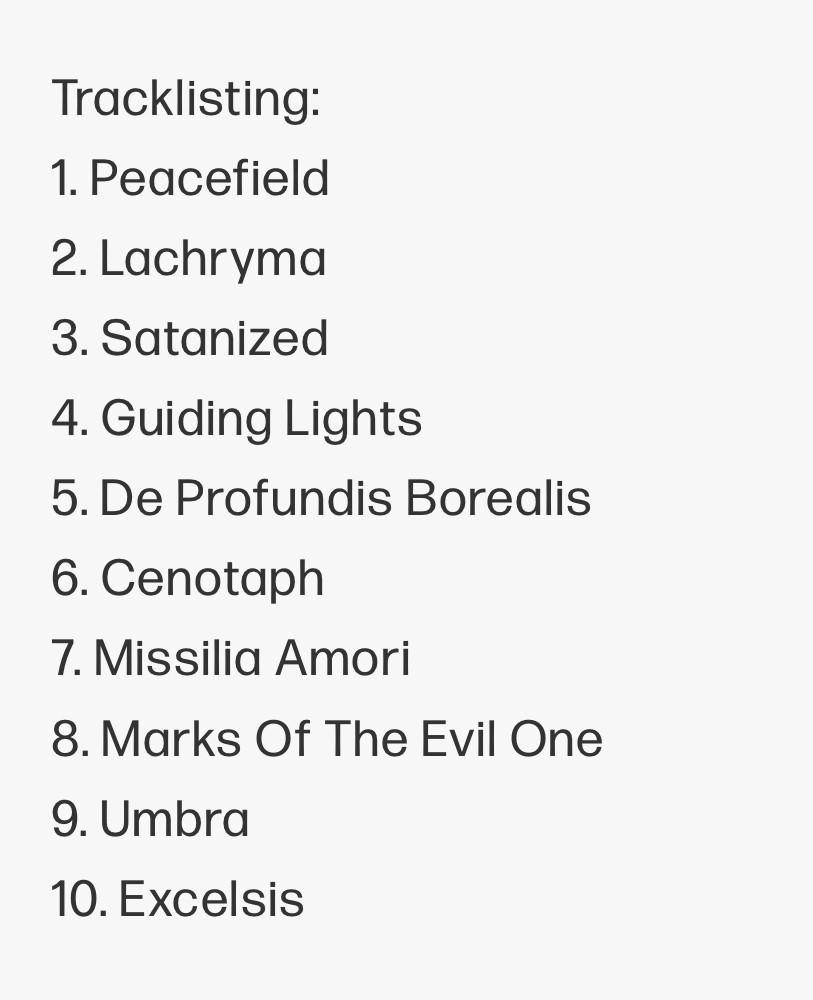 Tracklisting:
1. Peacefield
2. Lachryma
3. Satanized
4. Guiding Lights
5. De Profundis Borealis
6. Cenotaph
7. Missilia Amori
8. Marks Of The Evil One
9. Umbra
10. Excelsis